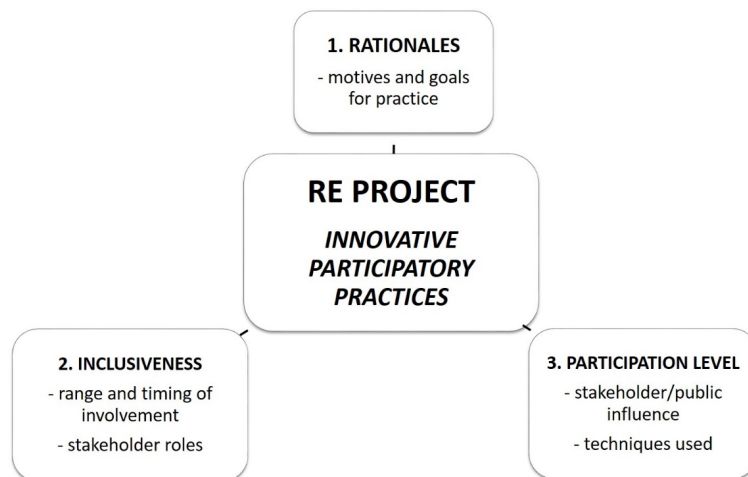 1. RATIONALES
- motives and goals
for practice
RE PROJECT
INNOVATIVE
PARTICIPATORY
PRACTICES
2. INCLUSIVENESS
- range and timing of
involvement
- stakeholder roles
3. PARTICIPATION LEVEL
- stakeholder/public
influence
- techniques used